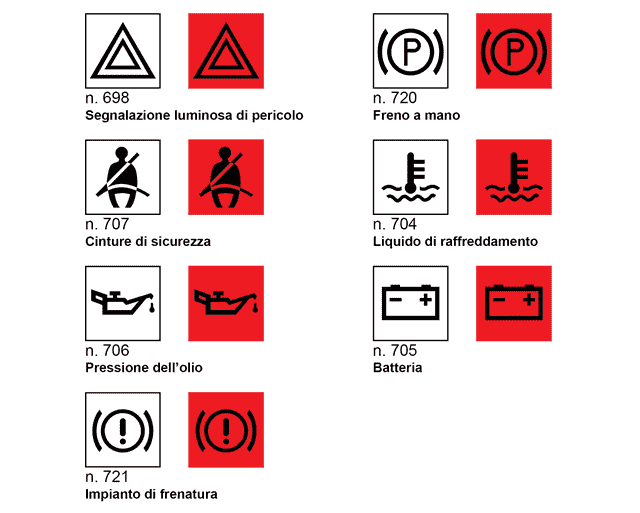 n. 698
Segnalazione luminosa di pericolo
P
P
n. 720
Freno a mano
n. 707
Cinture di sicurezza
n. 704
Liquido di raffreddamento
n. 706
Pressione dell’olio
- +
- +
n. 705
Batteria
!
!
n. 721
Impianto di frenatura